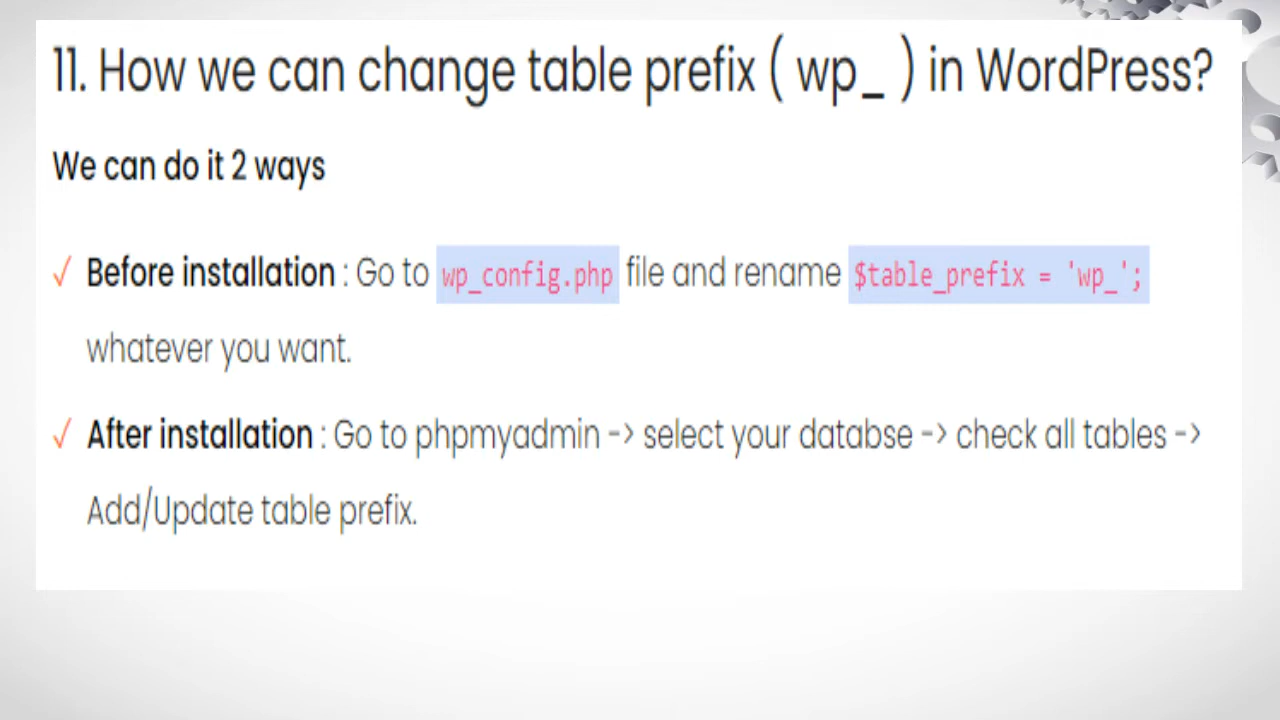 11. How we can change table prefix ( wp_ ) in WordPress?
We can do it 2 ways
✓ Before installation : Go to wp_config.php file and rename $table_prefix = 'wp_';
whatever you want.
✓ After installation : Go to phpmyadmin -> select your databse -> check all tables ->
Add/Update table prefix.